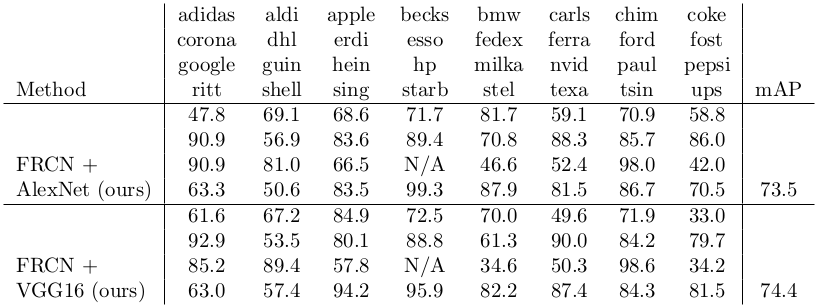 adidas aldi apple becks bmw carls chim coke
corona dhl erdi esso fedex ferra ford fost
google guin hein hp milka nvid paul pepsi
Method ritt shell sing starb stel texa tsin ups mAP
47.8 69.1 68.6 71.7 81.7 59.1 70.9 58.8
90.9 56.9 83.6 89.4 70.8 88.3 85.7 86.0
FRCN + 90.9 81.0 66.5 N/A 46.6 52.4 98.0 42.0
AlexNet (ours) 63.3 50.6 83.5 99.3 87.9 81.5 86.7 70.5 73.5
61.6 67.2 84.9 72.5 70.0 49.6 71.9 33.0
92.9 53.5 80.1 88.8 61.3 90.0 84.2 79.7
FRCN + 85.2 89.4 57.8 N/A 34.6 50.3 98.6 34.2
VGG16 (ours) 63.0 57.4 94.2 95.9 82.2 87.4 84.3 81.5 74.4